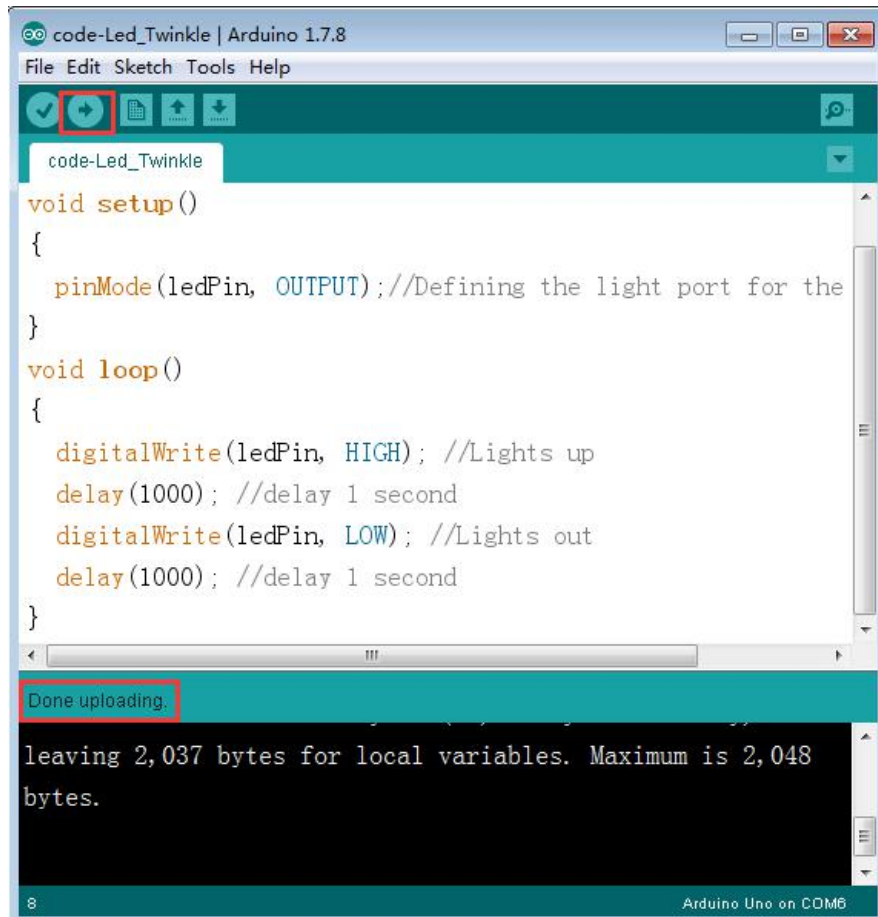 code-Led_Twinkle | Arduino 1.7.8
File Edit Sketch Tools Help
code-Led_Twinkle
void setup()
{
pinMode(ledPin, OUTPUT);//Defining the light port for the
}
void loop()
{
digitalWrite(ledPin, HIGH); //Lights up
delay(1000); //delay 1 second
digitalWrite(ledPin, LOW); //Lights out
delay(1000); //delay 1 second
}
Done uploading.
leaving 2,037 bytes for local variables. Maximum is 2,048
bytes.
8
Arduino Uno on COM6